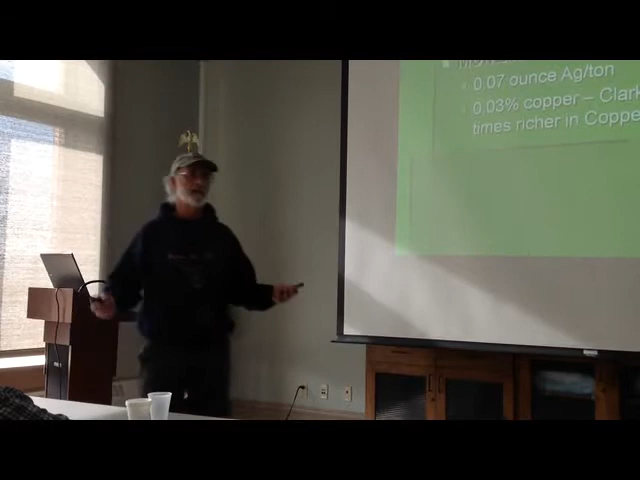 0.07 ounce Ag/ton
0.03% copper – Clark
times richer in Coppe